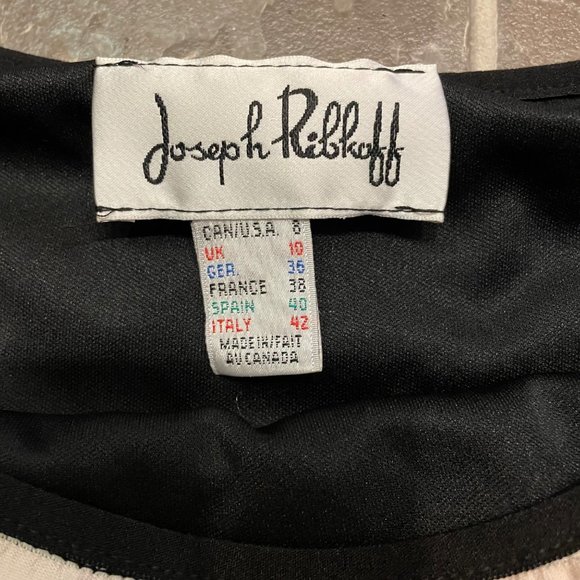 Joseph Ribkoff
CAN/U.S.A. 8
UK 10
GER. 36
FRANCE 38
SPAIN 40
ITALY 42
MADE IN/FAIT
AU CANADA